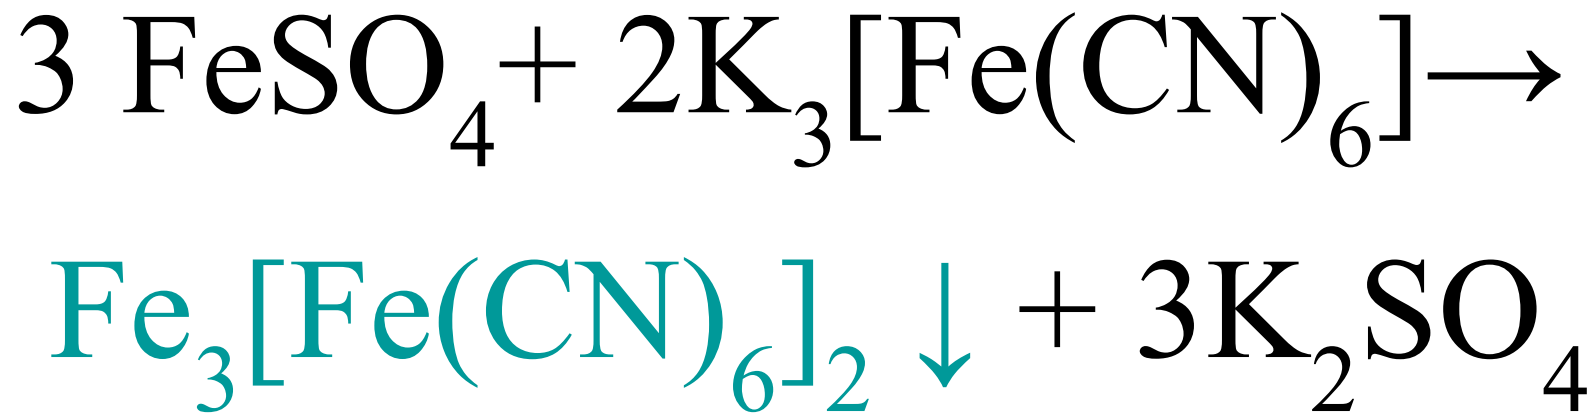 3 FeSO₄+ 2K₃[Fe(CN)₆]→
Fe₃[Fe(CN)₆]₂ ↓ + 3K₂SO₄